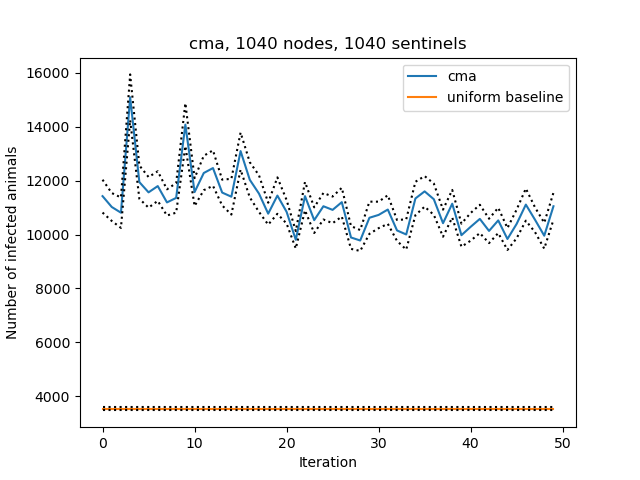 cma, 1040 nodes, 1040 sentinels
cma
uniform baseline
Number of infected animals
16000
14000
12000
10000
8000
6000
4000
0
10
20
30
40
50
Iteration